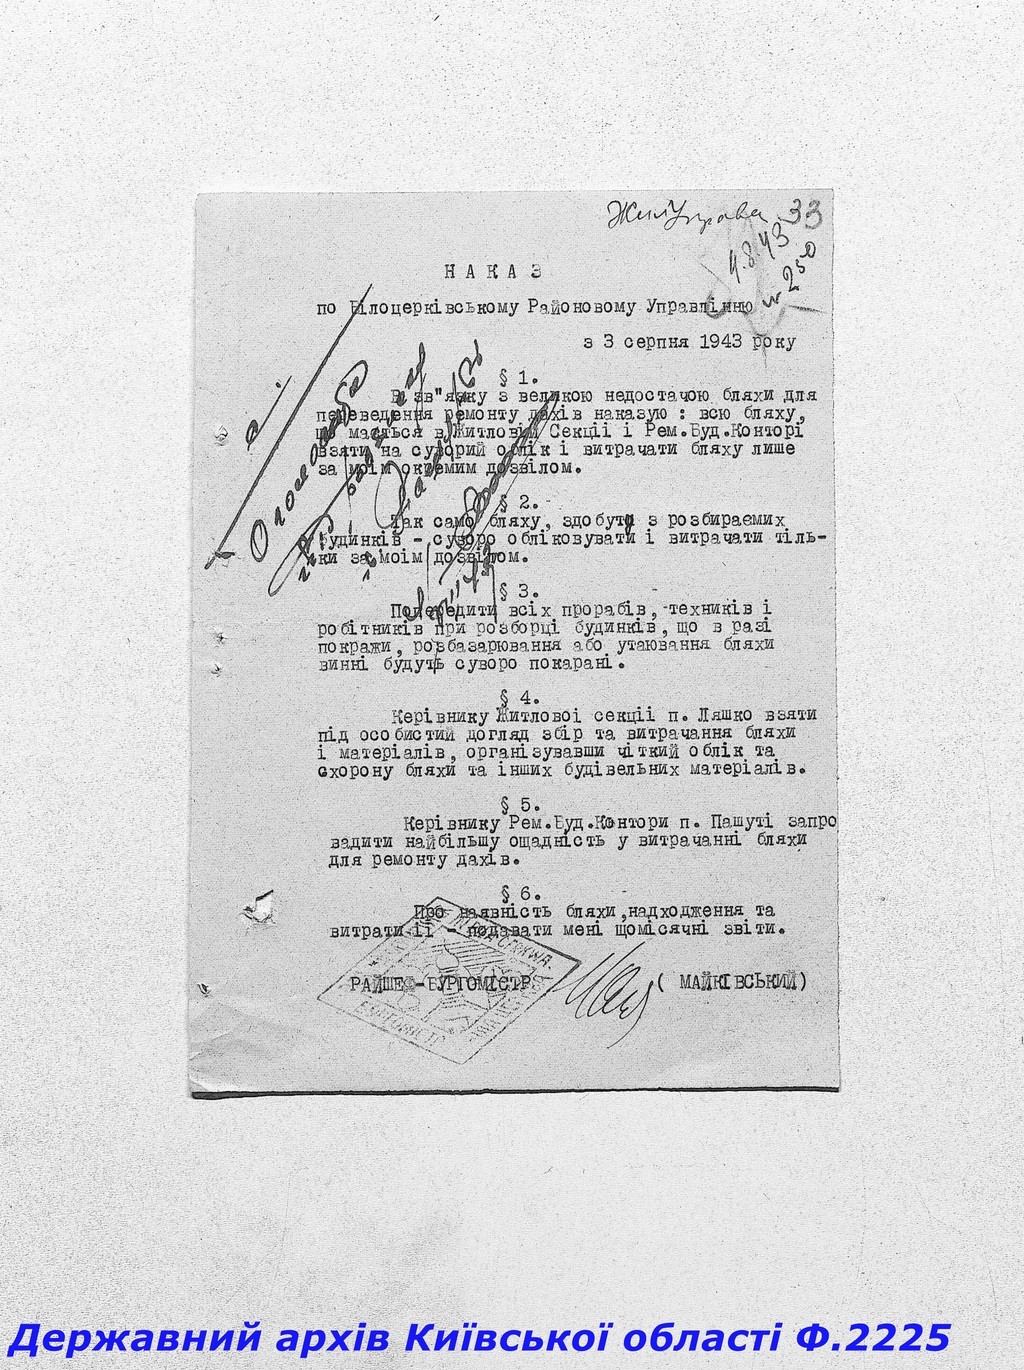 ЖилУправа 33
4.8.43
№ 250
НАКАЗ
по Білоцерківському Районовому Управлінню
з 3 серпня 1943 року
§ 1.
В зв"язку з великою недостачою бляхи для
переведення ремонту дахів наказую : всю бляху,
що мається в Житловій Секції і Рем.Буд.Конторі
взяти на суворий облік і витрачати бляху лише
за моїм окремим дозвілом.
§ 2.
Так само бляху, здобуту з розбираємих
будинків - суворо обліковувати і витрачати тіль-
ки за моїм дозвілом.
§ 3.
Попередити всіх прорабів, техників і
робітників при розборці будинків, що в разі
покражи, розбазарювання або утаювання бляхи
винні будуть суворо покарані.
§ 4.
Керівнику Житлової секції п. Ляшко взяти
під особистий догляд збір та витрачання бляхи
і матеріалів, організувавши чіткий облік та
схорону бляхи та інших будівельних матеріалів.
§ 5.
Керівнику Рем.Буд.Контори п. Пашуті запро
вадити найбільшу ощадність у витрачанні бляхи
для ремонту дахів.
§ 6.
Про наявність бляхи,надходження та
витрати її - подавати мені щомісячні звіти.
РАЙШЕФ-БУРГОМІСТР ( МАЙКІВСЬКИЙ)
Державний архів Київської області Ф.2225